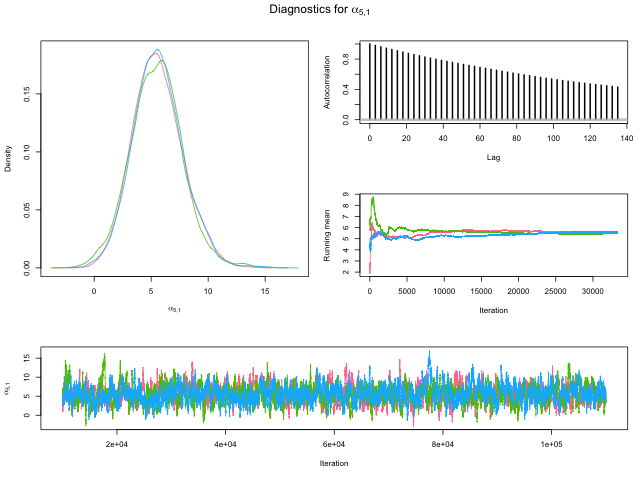 Diagnostics for α5,1
Density
0.00
0.05
0.10
0.15
0
5
10
15
α5,1
Autocorrelation
0.0
0.4
0.8
0
20
40
60
80
100
120
140
Lag
Running mean
2
3
4
5
6
7
8
9
0
5000
10000
15000
20000
25000
30000
Iteration
α5,1
0
5
10
15
2e+04
4e+04
6e+04
8e+04
1e+05
Iteration